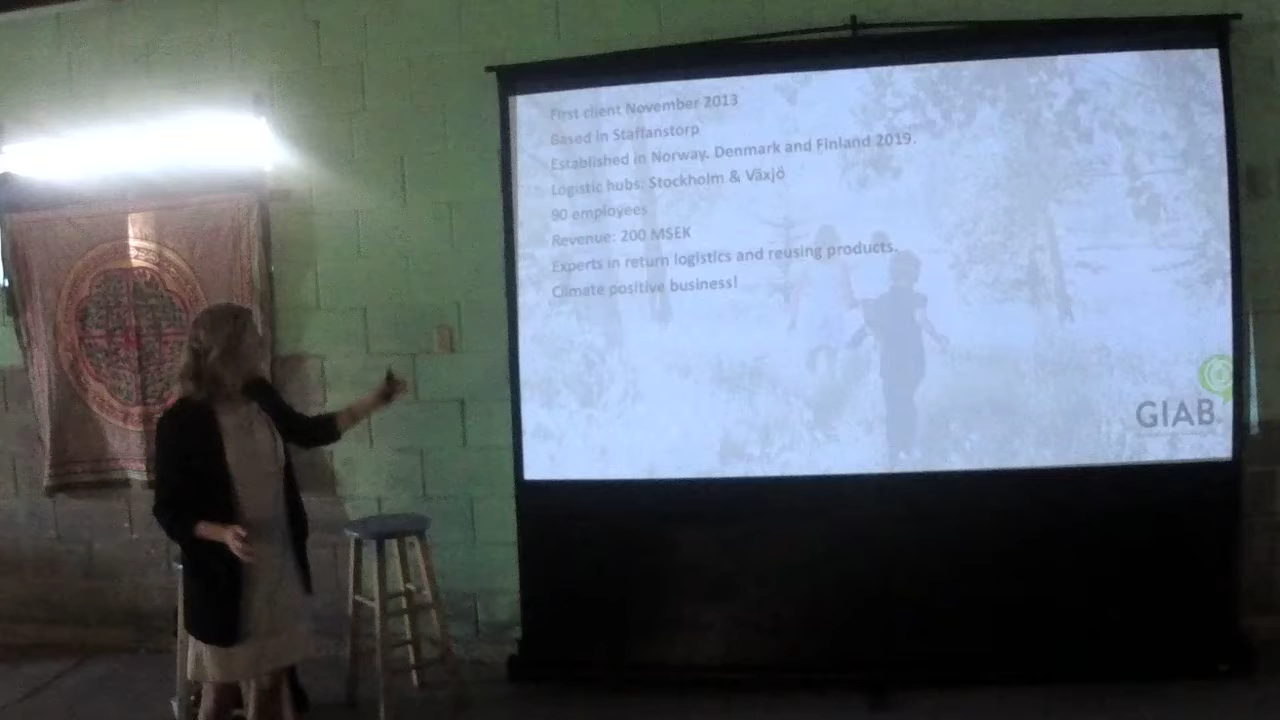 First client November 2013
Based in Staffanstorp
Established in Norway. Denmark and Finland 2019.
Logistic hubs: Stockholm & Växjö
90 employees
Revenue: 200 MSEK
Experts in return logistics and reusing products.
Climate positive business!
GIAB